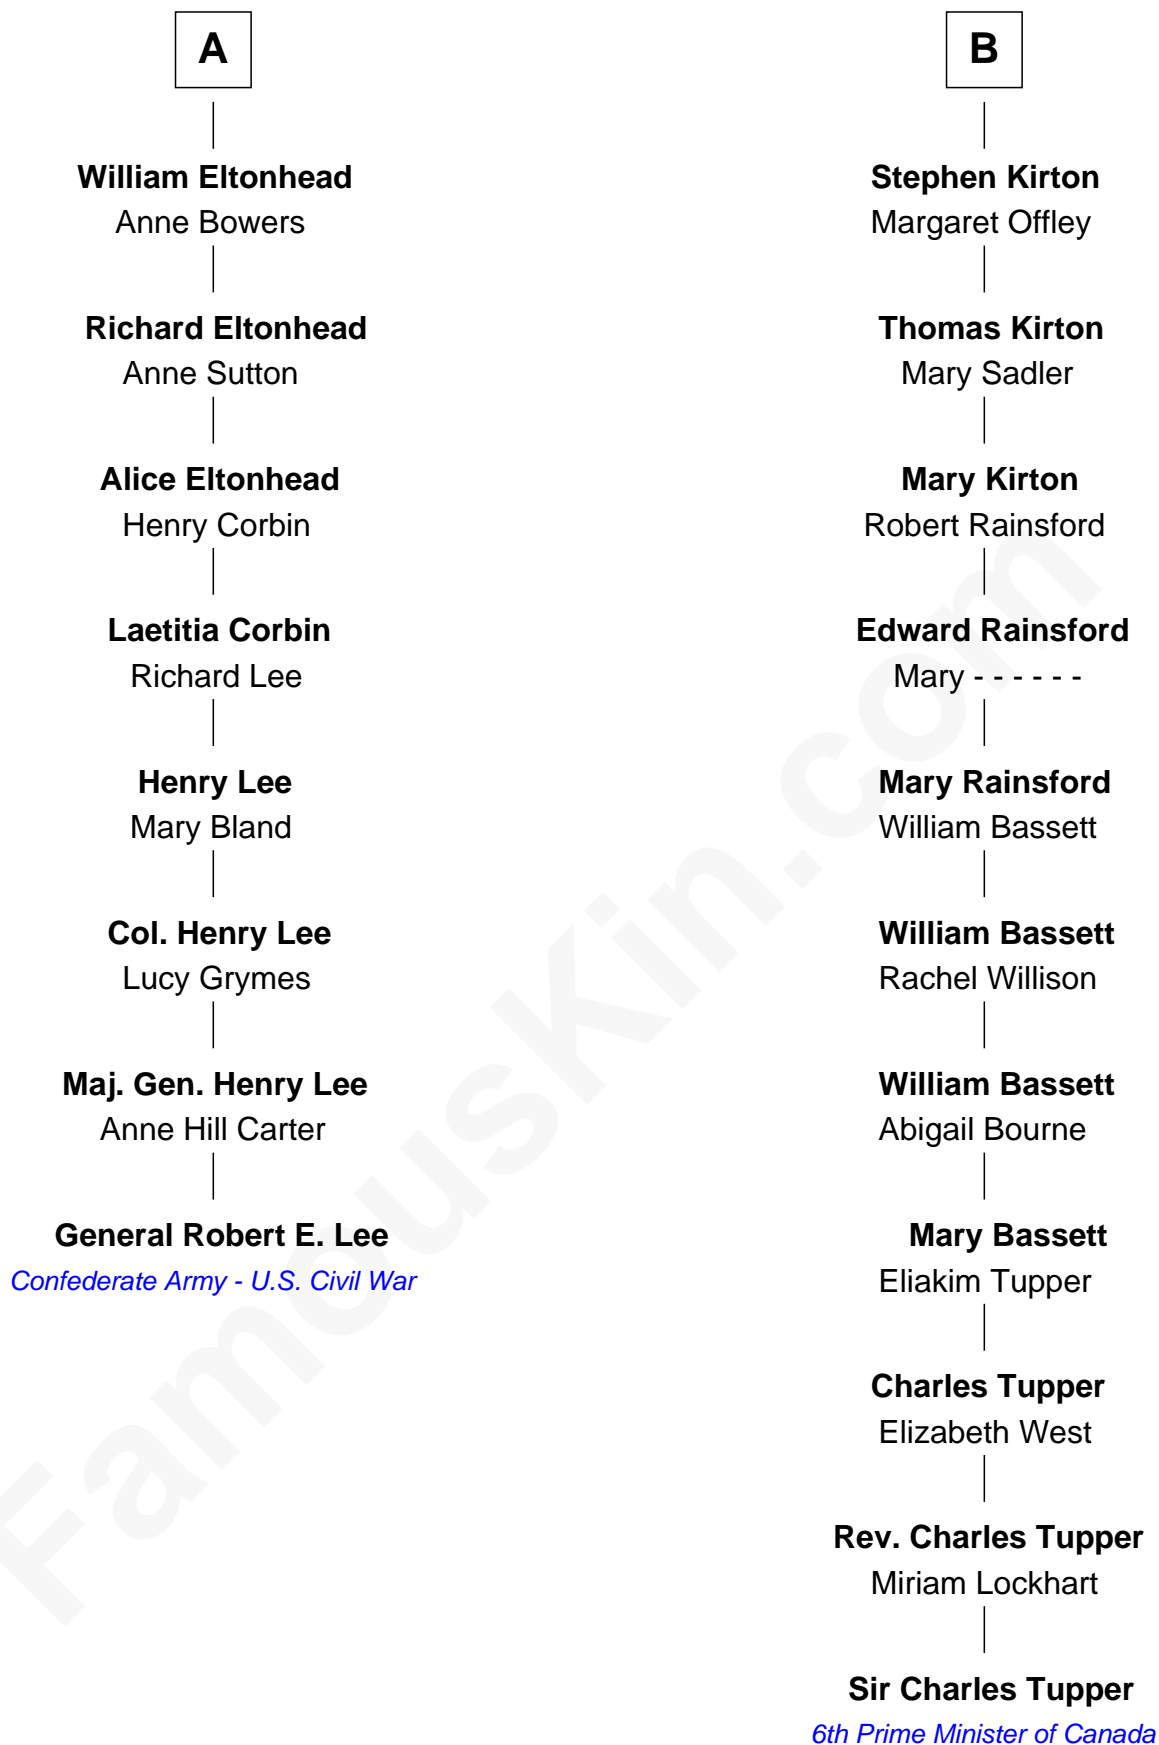 A
William Eltonhead
Anne Bowers
Richard Eltonhead
Anne Sutton
Alice Eltonhead
Henry Corbin
Laetitia Corbin
Richard Lee
Henry Lee
Mary Bland
Col. Henry Lee
Lucy Grymes
Maj. Gen. Henry Lee
Anne Hill Carter
General Robert E. Lee
Confederate Army - U.S. Civil War
B
Stephen Kirton
Margaret Offley
Thomas Kirton
Mary Sadler
Mary Kirton
Robert Rainsford
Edward Rainsford
Mary - - - - - -
Mary Rainsford
William Bassett
William Bassett
Rachel Willison
William Bassett
Abigail Bourne
Mary Bassett
Eliakim Tupper
Charles Tupper
Elizabeth West
Rev. Charles Tupper
Miriam Lockhart
Sir Charles Tupper
6th Prime Minister of Canada
FamousKin.com